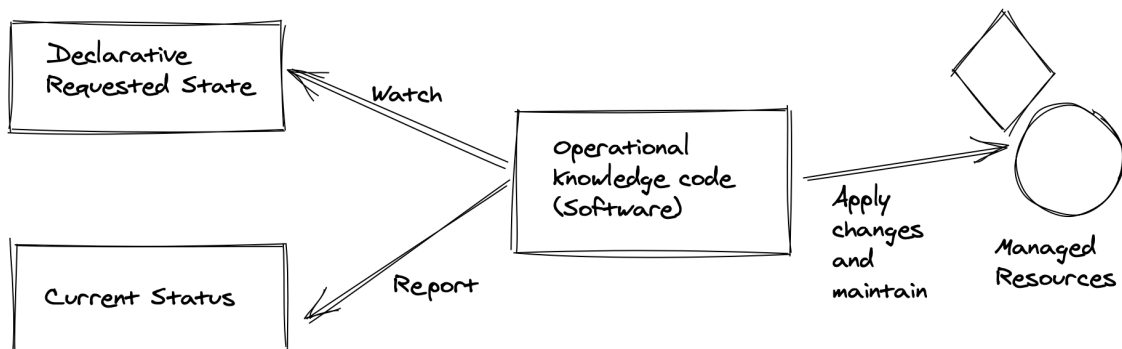 Declarative
Requested State
Watch
Operational
Knowledge code
(Software)
Apply
changes
and
maintain
Managed
Resources
Current Status
Report